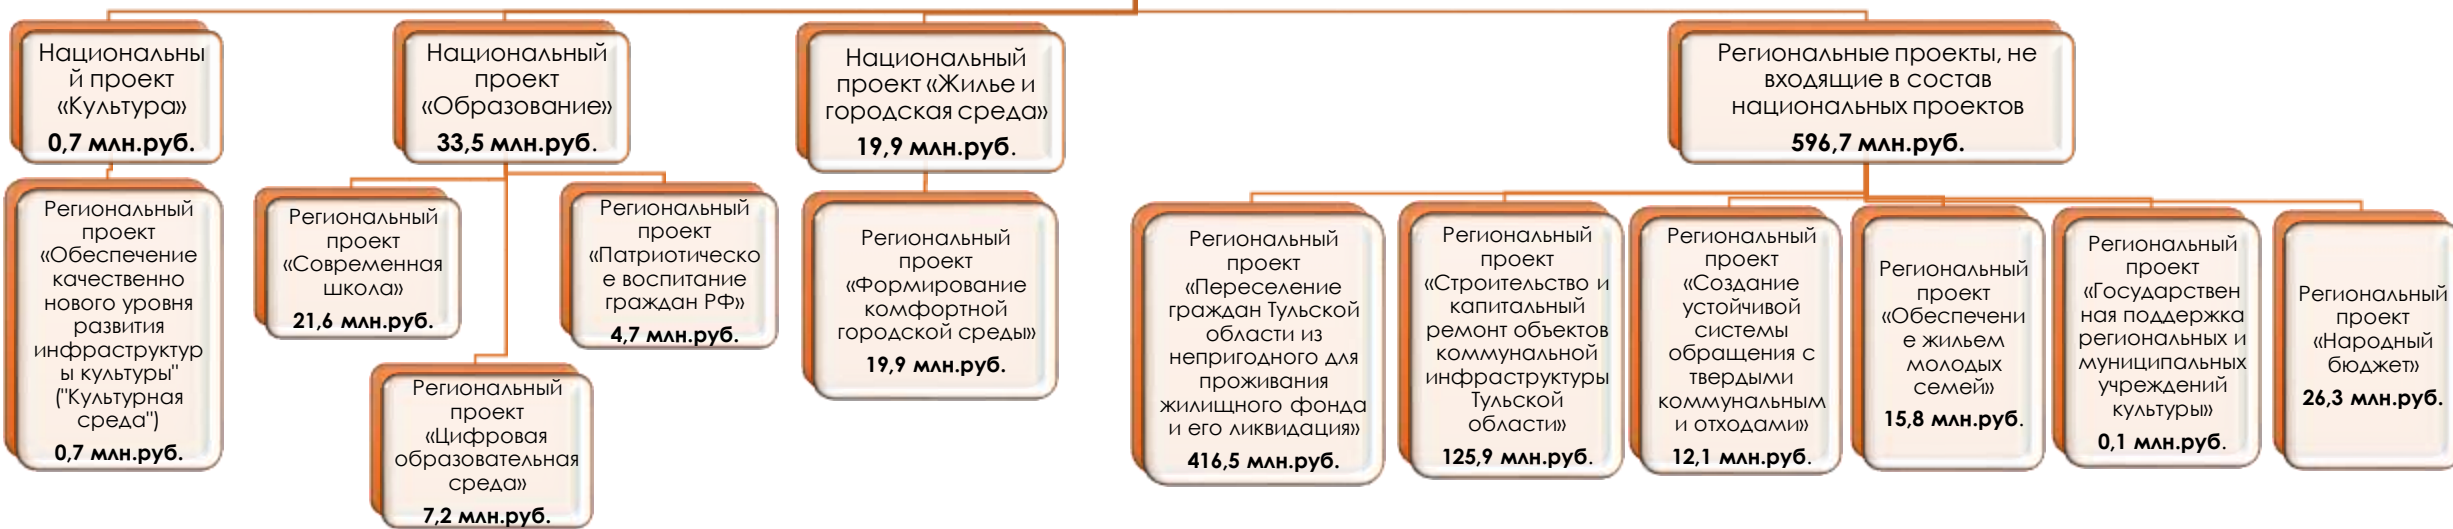 Национальны
й проект
«Культура»
0,7 млн.руб.
Национальный
проект
«Образование»
33,5 млн.руб.
Национальный
проект «Жилье и
городская среда»
19,9 млн.руб.
Региональные проекты, не
входящие в состав
национальных проектов
596,7 млн.руб.
Региональный
проект
«Обеспечение
качественно
нового уровня
развития
инфраструктур
ы культуры"
("Культурная
среда")
0,7 млн.руб.
Региональный
проект
«Современная
школа»
21,6 млн.руб.
Региональный
проект
«Цифровая
образовательная
среда»
7,2 млн.руб.
Региональный
проект
«Патриотическо
е воспитание
граждан РФ»
4,7 млн.руб.
Региональный
проект
«Формирование
комфортной
городской среды»
19,9 млн.руб.
Региональный
проект
«Переселение
граждан Тульской
области из
непригодного для
проживания
жилищного фонда
и его ликвидация»
416,5 млн.руб.
Региональный
проект
«Строительство и
капитальный
ремонт объектов
коммунальной
инфраструктуры
Тульской
области»
125,9 млн.руб.
Региональный
проект
«Создание
устойчивой
системы
обращения с
твердыми
коммунальным
и отходами»
12,1 млн.руб.
Региональный
проект
«Обеспечени
е жильем
молодых
семей»
15,8 млн.руб.
Региональный
проект
«Государствен
ная поддержка
региональных и
муниципальных
учреждений
культуры»
0,1 млн.руб.
Региональный
проект
«Народный
бюджет»
26,3 млн.руб.